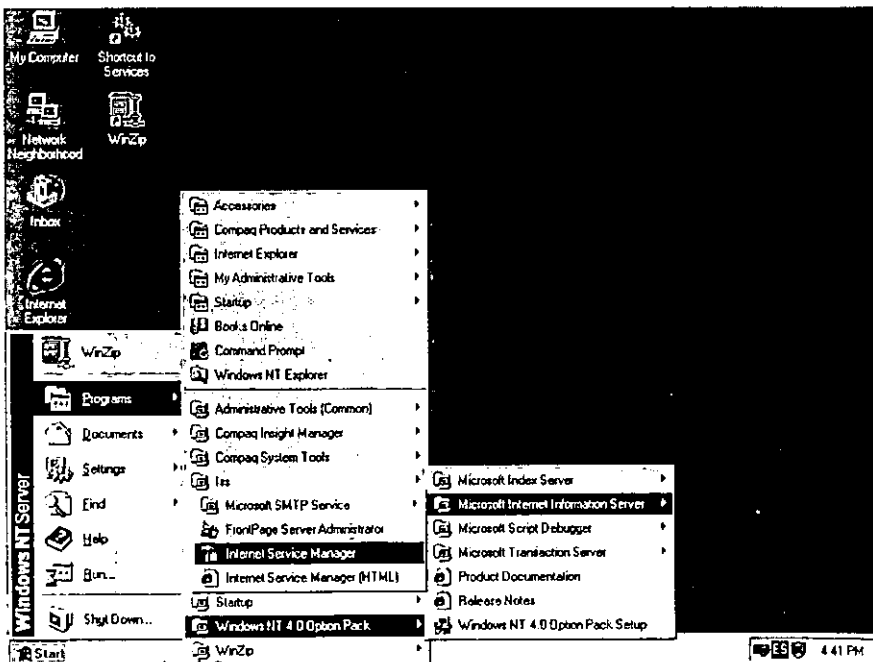 My Computer
Shortcut to
Services
Network
Neighborhood
WinZip
Inbox
Internet
Explorer
WinZip
Programs
Documents
Settings
Find
Help
Run...
Shut Down...
Windows NT Server
Accessories
Compaq Products and Services
Internet Explorer
My Administrative Tools
Startup
Books Online
Command Prompt
Windows NT Explorer
Administrative Tools (Common)
Compaq Insight Manager
Compaq System Tools
Iis
Microsoft SMTP Service
FrontPage Server Administrator
Internet Service Manager
Internet Service Manager (HTML)
Startup
Windows NT 4.0 Option Pack
WinZip
Microsoft Index Server
Microsoft Internet Information Server
Microsoft Script Debugger
Microsoft Transaction Server
Product Documentation
Release Notes
Windows NT 4.0 Option Pack Setup
Start
ES
4:41 PM